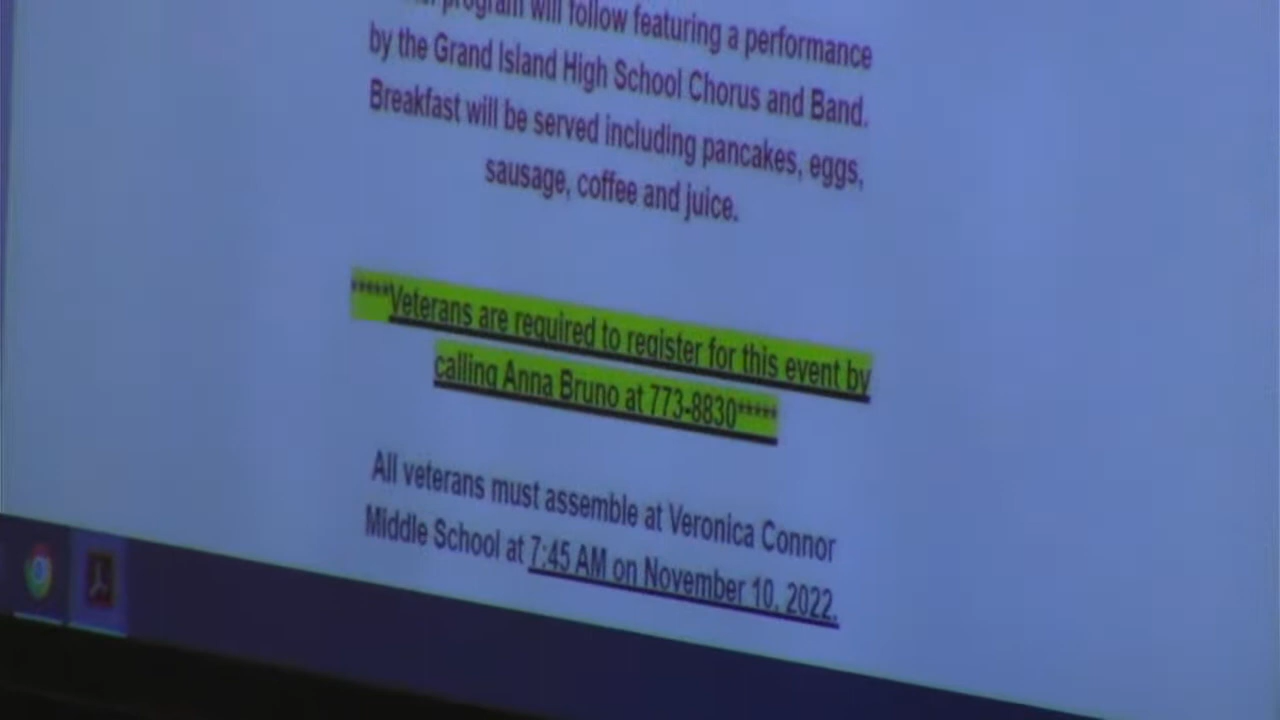 program will follow featuring a performance
by the Grand Island High School Chorus and Band.
Breakfast will be served including pancakes, eggs,
sausage, coffee and juice.
*****Veterans are required to register for this event by
calling Anna Bruno at 773-8830*****
All veterans must assemble at Veronica Connor
Middle School at 7:45 AM on November 10, 2022.